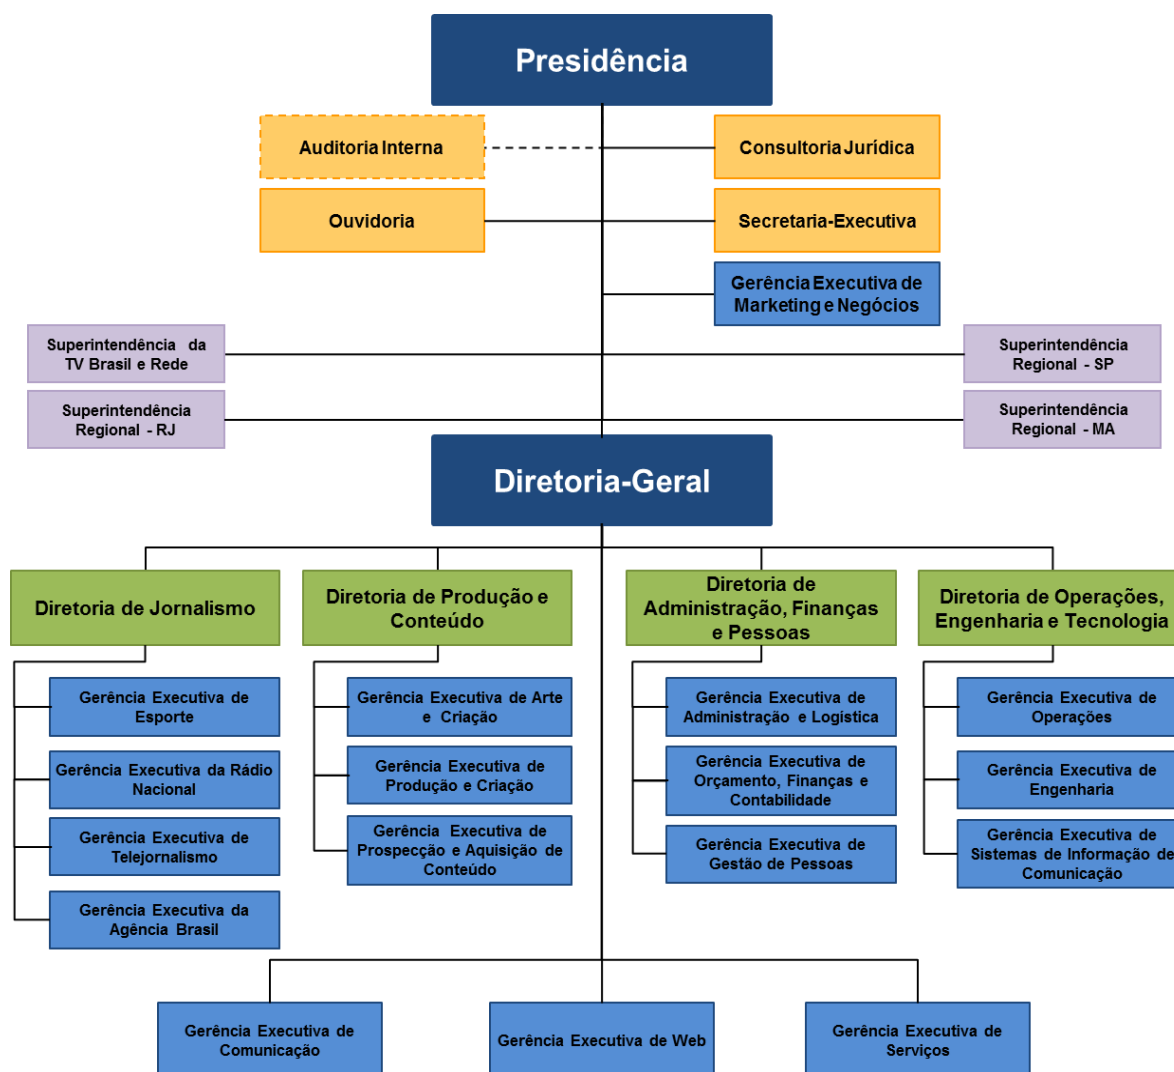 Presidência
Auditoria Interna
Consultoria Jurídica
Ouvidoria
Secretaria-Executiva
Gerência Executiva de
Marketing e Negócios
Superintendência da
TV Brasil e Rede
Superintendência
Regional - SP
Superintendência
Regional - RJ
Superintendência
Regional - MA
Diretoria-Geral
Diretoria de Jornalismo
Diretoria de Produção e
Conteúdo
Diretoria de
Administração, Finanças
e Pessoas
Diretoria de Operações,
Engenharia e Tecnologia
Gerência Executiva de
Esporte
Gerência Executiva da Rádio
Nacional
Gerência Executiva de
Telejornalismo
Gerência Executiva da
Agência Brasil
Gerência Executiva de Arte
e Criação
Gerência Executiva de
Produção e Criação
Gerência Executiva de
Prospecção e Aquisição de
Conteúdo
Gerência Executiva de
Administração e Logística
Gerência Executiva de
Orçamento, Finanças e
Contabilidade
Gerência Executiva de
Gestão de Pessoas
Gerência Executiva de
Operações
Gerência Executiva de
Engenharia
Gerência Executiva de
Sistemas de Informação de
Comunicação
Gerência Executiva de
Comunicação
Gerência Executiva de Web
Gerência Executiva de
Serviços